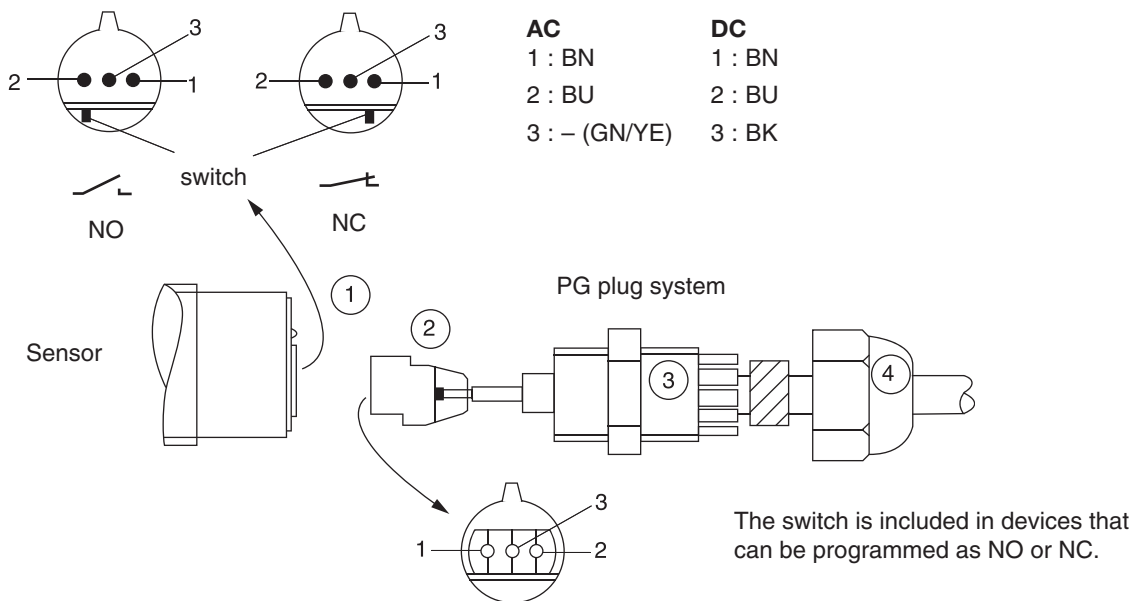 3
2
1
NO
3
2
1
NC
switch
AC
1 : BN
2 : BU
3 : – (GN/YE)
DC
1 : BN
2 : BU
3 : BK
Sensor
1
2
PG plug system
3
4
3
1
2
The switch is included in devices that
can be programmed as NO or NC.